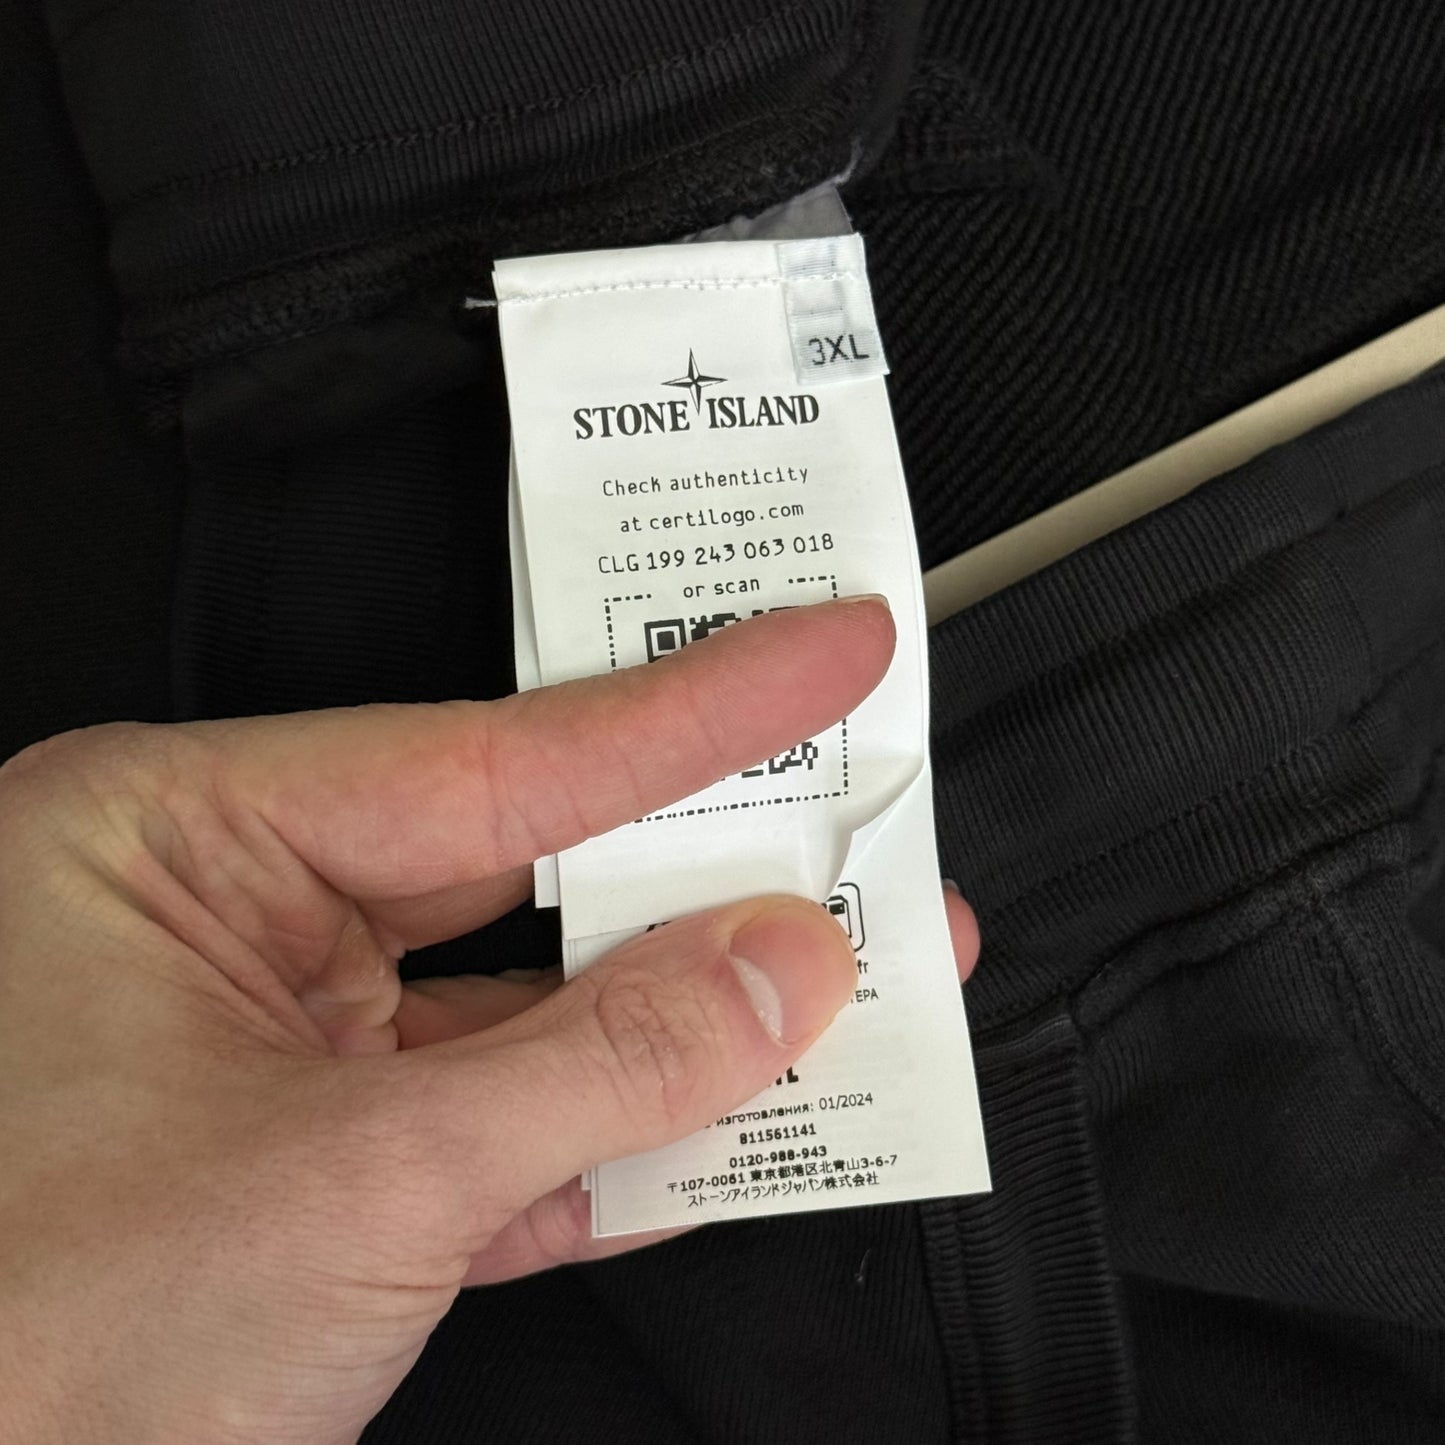 3XL
STONE ISLAND
Check authenticity
at certilogo.com
CLG 199 243 063 018
or scan
fr
изготовления: 01/2024
811561141
0120-988-943
〒107-0061 東京都港区北青山3-6-7
ストーンアイランドジャパン株式会社